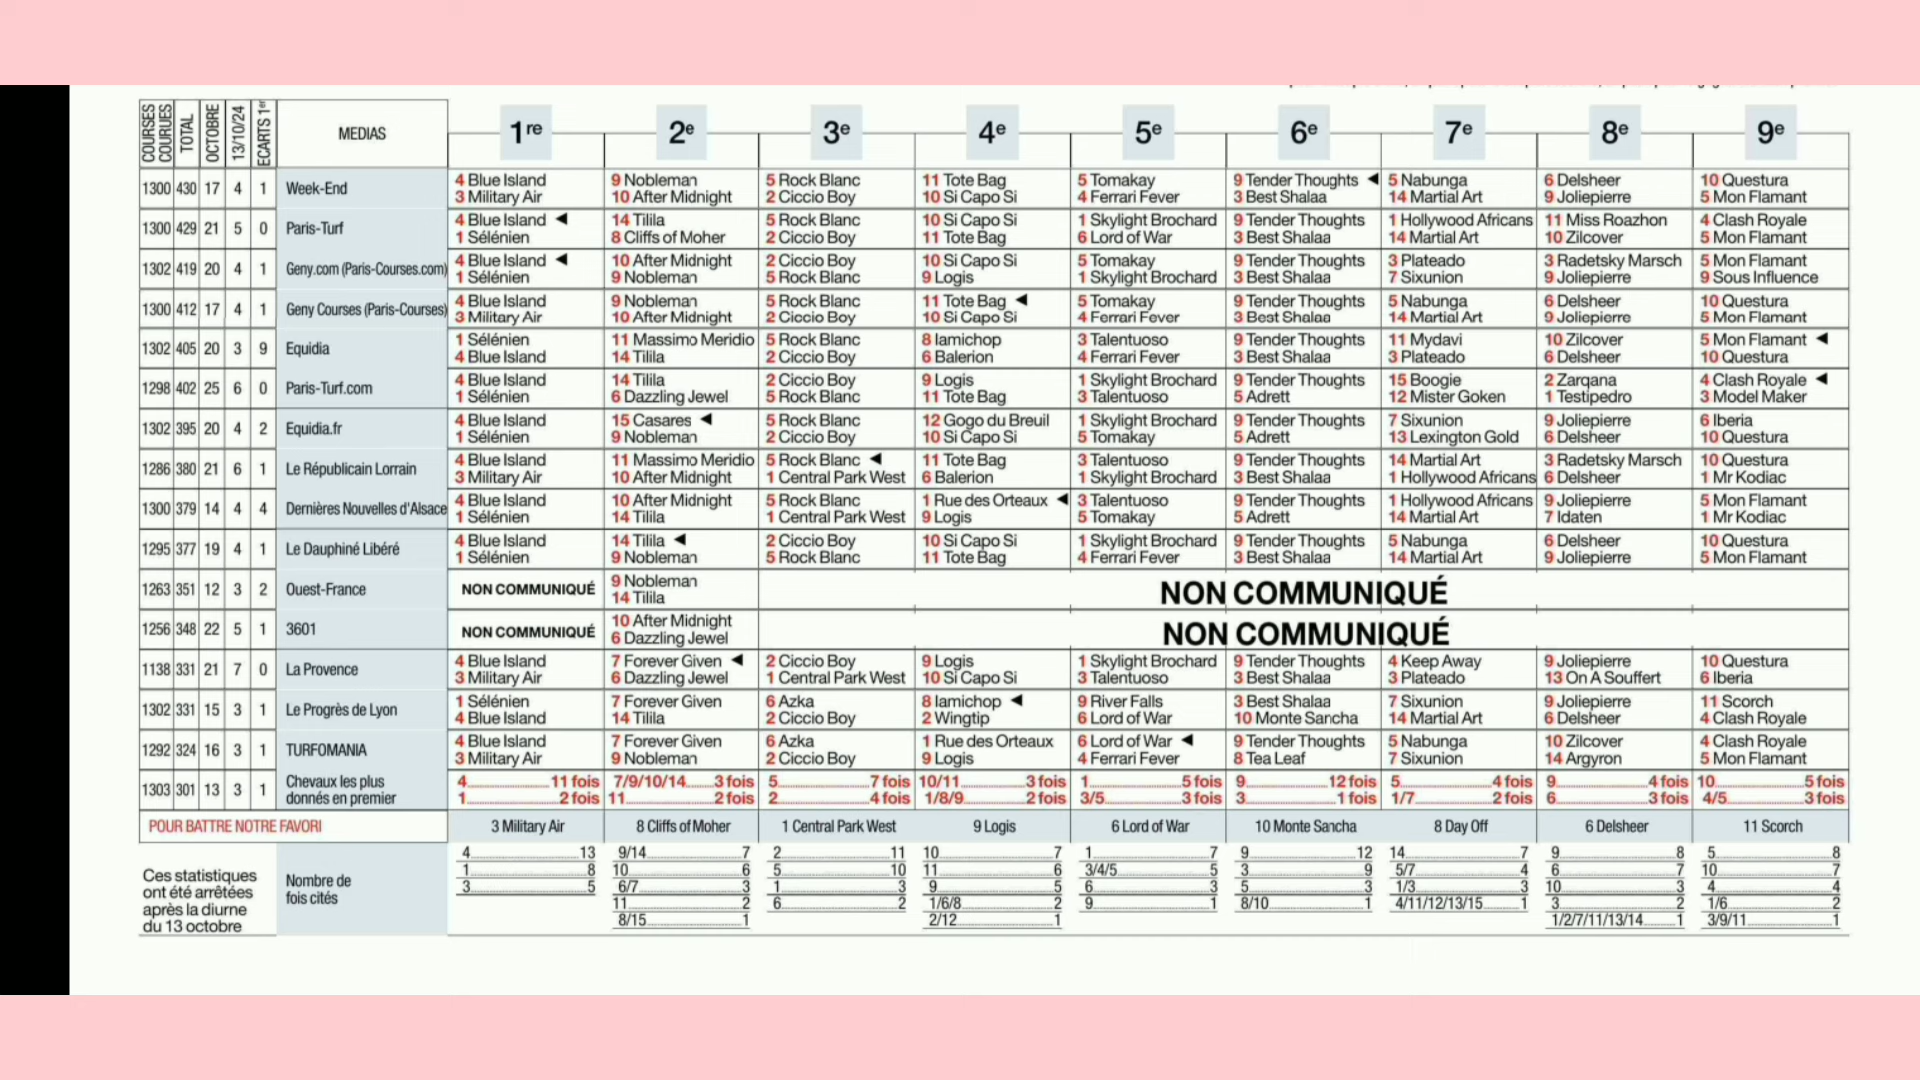 COURSES COURUES TOTAL OCTOBRE 13/10/24 ECARTS 1er MEDIAS 1re 2e 3e 4e 5e 6e 7e 8e 9e
1300 430 17 4 1 Week-End
4 Blue Island 9 Nobleman 5 Rock Blanc 11 Tote Bag 5 Tomakay 9 Tender Thoughts ◄ 5 Nabunga 6 Delsheer 10 Questura
3 Military Air 10 After Midnight 2 Ciccio Boy 10 Si Capo Si 4 Ferrari Fever 3 Best Shalaa 14 Martial Art 9 Joliepierre 5 Mon Flamant
1300 429 21 5 0 Paris-Turf
4 Blue Island ◄ 14 Tilila 5 Rock Blanc 10 Si Capo Si 1 Skylight Brochard 9 Tender Thoughts 1 Hollywood Africans 11 Miss Roazhon 4 Clash Royale
1 Sélénien 8 Cliffs of Moher 2 Ciccio Boy 11 Tote Bag 6 Lord of War 3 Best Shalaa 14 Martial Art 10 Zilcover 5 Mon Flamant
1302 419 20 4 1 Geny.com (Paris-Courses.com)
4 Blue Island ◄ 10 After Midnight 2 Ciccio Boy 10 Si Capo Si 5 Tomakay 9 Tender Thoughts 3 Plateado 3 Radetsky Marsch 5 Mon Flamant
1 Sélénien 9 Nobleman 5 Rock Blanc 9 Logis 1 Skylight Brochard 3 Best Shalaa 7 Sixunion 9 Joliepierre 9 Sous Influence
1300 412 17 4 1 Geny Courses (Paris-Courses)
4 Blue Island 9 Nobleman 5 Rock Blanc 11 Tote Bag ◄ 5 Tomakay 9 Tender Thoughts 5 Nabunga 6 Delsheer 10 Questura
3 Military Air 10 After Midnight 2 Ciccio Boy 10 Si Capo Si 4 Ferrari Fever 3 Best Shalaa 14 Martial Art 9 Joliepierre 5 Mon Flamant
1302 405 20 3 9 Equidia
1 Sélénien 11 Massimo Meridio 5 Rock Blanc 8 Iamichop 3 Talentuoso 9 Tender Thoughts 11 Mydavi 10 Zilcover 5 Mon Flamant ◄
4 Blue Island 14 Tilila 2 Ciccio Boy 6 Balerion 4 Ferrari Fever 3 Best Shalaa 3 Plateado 6 Delsheer 10 Questura
1298 402 25 6 0 Paris-Turf.com
4 Blue Island 14 Tilila 2 Ciccio Boy 9 Logis 1 Skylight Brochard 9 Tender Thoughts 15 Boogie 2 Zarqana 4 Clash Royale ◄
1 Sélénien 6 Dazzling Jewel 5 Rock Blanc 11 Tote Bag 3 Talentuoso 5 Adrett 12 Mister Goken 1 Testipedro 3 Model Maker
1302 395 20 4 2 Equidia.fr
4 Blue Island 15 Casares ◄ 5 Rock Blanc 12 Gogo du Breuil 1 Skylight Brochard 9 Tender Thoughts 7 Sixunion 9 Joliepierre 6 Iberia
1 Sélénien 9 Nobleman 2 Ciccio Boy 10 Si Capo Si 5 Tomakay 5 Adrett 13 Lexington Gold 6 Delsheer 10 Questura
1286 380 21 6 1 Le Républicain Lorrain
4 Blue Island 11 Massimo Meridio 5 Rock Blanc ◄ 11 Tote Bag 3 Talentuoso 9 Tender Thoughts 14 Martial Art 3 Radetsky Marsch 10 Questura
3 Military Air 10 After Midnight 1 Central Park West 6 Balerion 1 Skylight Brochard 3 Best Shalaa 1 Hollywood Africans 6 Delsheer 1 Mr Kodiac
1300 379 14 4 4 Dernières Nouvelles d'Alsace
4 Blue Island 10 After Midnight 5 Rock Blanc 1 Rue des Orteaux ◄ 3 Talentuoso 9 Tender Thoughts 1 Hollywood Africans 9 Joliepierre 5 Mon Flamant
1 Sélénien 14 Tilila 1 Central Park West 9 Logis 5 Tomakay 5 Adrett 14 Martial Art 7 Idaten 1 Mr Kodiac
1295 377 19 4 1 Le Dauphiné Libéré
4 Blue Island 14 Tilila ◄ 2 Ciccio Boy 10 Si Capo Si 1 Skylight Brochard 9 Tender Thoughts 5 Nabunga 6 Delsheer 10 Questura
1 Sélénien 9 Nobleman 5 Rock Blanc 11 Tote Bag 4 Ferrari Fever 3 Best Shalaa 14 Martial Art 9 Joliepierre 5 Mon Flamant
1263 351 12 3 2 Ouest-France NON COMMUNIQUÉ 9 Nobleman NON COMMUNIQUÉ
14 Tilila
1256 348 22 5 1 3601 NON COMMUNIQUÉ 10 After Midnight NON COMMUNIQUÉ
6 Dazzling Jewel
1138 331 21 7 0 La Provence
4 Blue Island 7 Forever Given ◄ 2 Ciccio Boy 9 Logis 1 Skylight Brochard 9 Tender Thoughts 4 Keep Away 9 Joliepierre 10 Questura
3 Military Air 6 Dazzling Jewel 1 Central Park West 10 Si Capo Si 3 Talentuoso 3 Best Shalaa 3 Plateado 13 On A Souffert 6 Iberia
1302 331 15 3 1 Le Progrès de Lyon
1 Sélénien 7 Forever Given 6 Azka 8 Iamichop ◄ 9 River Falls 3 Best Shalaa 7 Sixunion 9 Joliepierre 11 Scorch
4 Blue Island 14 Tilila 2 Ciccio Boy 2 Wingtip 6 Lord of War 10 Monte Sancha 14 Martial Art 6 Delsheer 4 Clash Royale
1292 324 16 3 1 TURFOMANIA
4 Blue Island 7 Forever Given 6 Azka 1 Rue des Orteaux 6 Lord of War ◄ 9 Tender Thoughts 5 Nabunga 10 Zilcover 4 Clash Royale
3 Military Air 9 Nobleman 2 Ciccio Boy 9 Logis 4 Ferrari Fever 8 Tea Leaf 7 Sixunion 14 Argyron 5 Mon Flamant
1303 301 13 3 1 Chevaux les plus donnés en premier
4 11 fois 7/9/10/14 3 fois 5 7 fois 10/11 3 fois 1 5 fois 9 12 fois 5 4 fois 9 4 fois 10 5 fois
1 2 fois 11 2 fois 2 4 fois 1/8/9 2 fois 3/5 3 fois 3 1 fois 1/7 2 fois 6 3 fois 4/5 3 fois
POUR BATTRE NOTRE FAVORI 3 Military Air 8 Cliffs of Moher 1 Central Park West 9 Logis 6 Lord of War 10 Monte Sancha 8 Day Off 6 Delsheer 11 Scorch
Ces statistiques
ont été arrêtées
après la diurne
du 13 octobre
Nombre de
fois cités
4 13 9/14 7 2 11 10 7 1 7 9 12 14 7 9 8 5 8
1 8 10 6 5 10 11 6 3/4/5 5 3 9 5/7 4 6 7 10 7
3 5 6/7 3 1 3 9 5 6 3 5 3 1/3 3 10 3 4 4
11 2 6 2 1/6/8 2 9 1 8/10 1 4/11/12/13/15 1 3 2 1/6 2
8/15 1 2/12 1 1/2/7/11/13/14 1 3/9/11 1